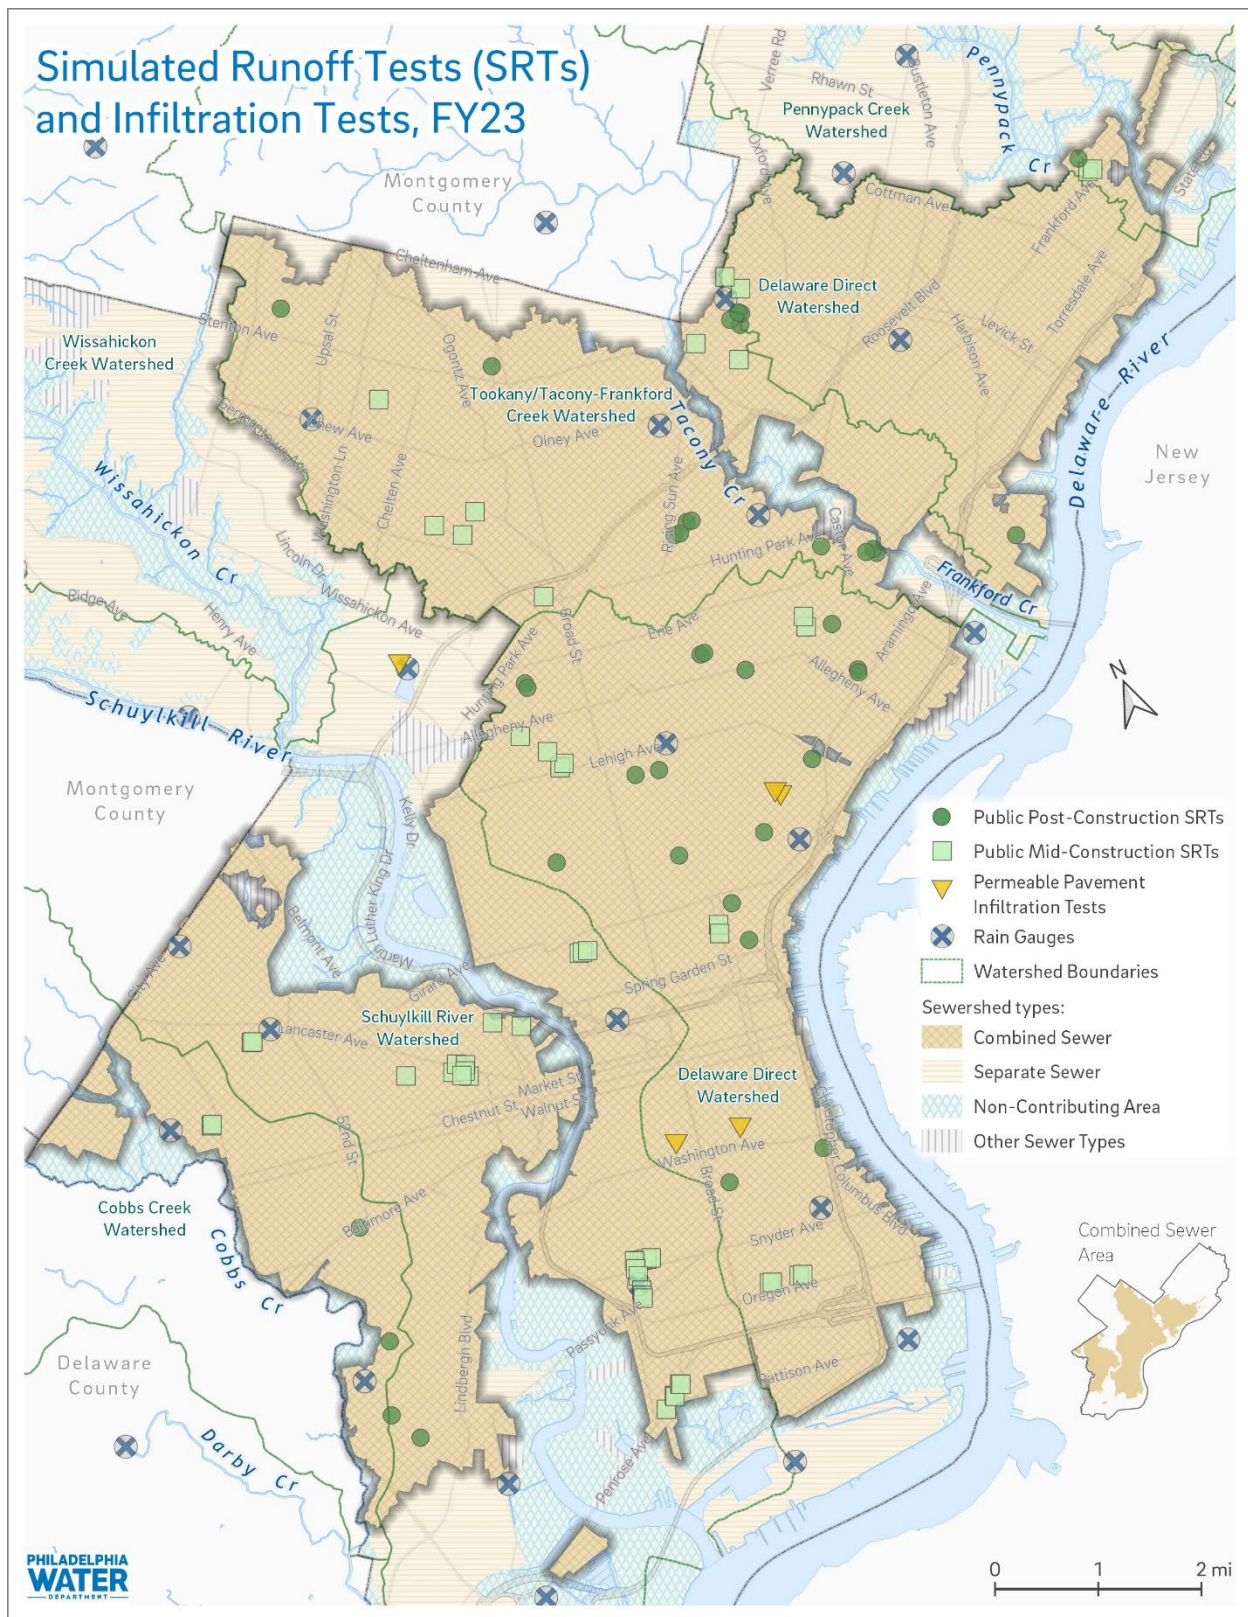 Simulated Runoff Tests (SRTs)
and Infiltration Tests, FY23
Verree Rd
Rhawn St
Bustleton Ave
Pennypack Cr
Pennypack Creek
Watershed
Oxford Ave
Cottman Ave
Frankford Ave
State Rd
Montgomery
County
Cheltenham Ave
Delaware Direct
Watershed
Roosevelt Blvd
Harbison Ave
Levick St
Torresdale Ave
Stenton Ave
Upsal St
Ogontz Ave
Wissahickon
Creek Watershed
Tookany/Tacony-Frankford
Creek Watershed
Germantown Ave
Chew Ave
Olney Ave
Tacony Cr
Delaware River
New
Jersey
Washington Ln
Chelten Ave
Rising Sun Ave
Wissahickon Cr
Lincoln Dr
Wissahickon Ave
Hunting Park Ave
Castor Ave
Frankford Cr
Aramingo Ave
Ridge Ave
Henry Ave
Broad St
Erie Ave
Hunting Park Ave
Allegheny Ave
Allegheny Ave
N
Schuylkill River
Lehigh Ave
Montgomery
County
Kelly Dr
Martin Luther King Dr
Belmont Ave
City Ave
Girard Ave
Spring Garden St
Public Post-Construction SRTs
Public Mid-Construction SRTs
Permeable Pavement
Infiltration Tests
Rain Gauges
Watershed Boundaries
Sewershed types:
Combined Sewer
Separate Sewer
Non-Contributing Area
Other Sewer Types
Lancaster Ave
Schuylkill River
Watershed
Market St
Chestnut St
Walnut St
Delaware Direct
Watershed
52nd St
Washington Ave
Christopher Columbus Blvd
Broad St
Cobbs Creek
Watershed
Baltimore Ave
Snyder Ave
Cobbs Cr
Oregon Ave
Combined Sewer
Area
Passyunk Ave
Lindbergh Blvd
Pattison Ave
Delaware
County
Darby Cr
Penrose Ave
PHILADELPHIA
WATER
DEPARTMENT
0 1 2 mi